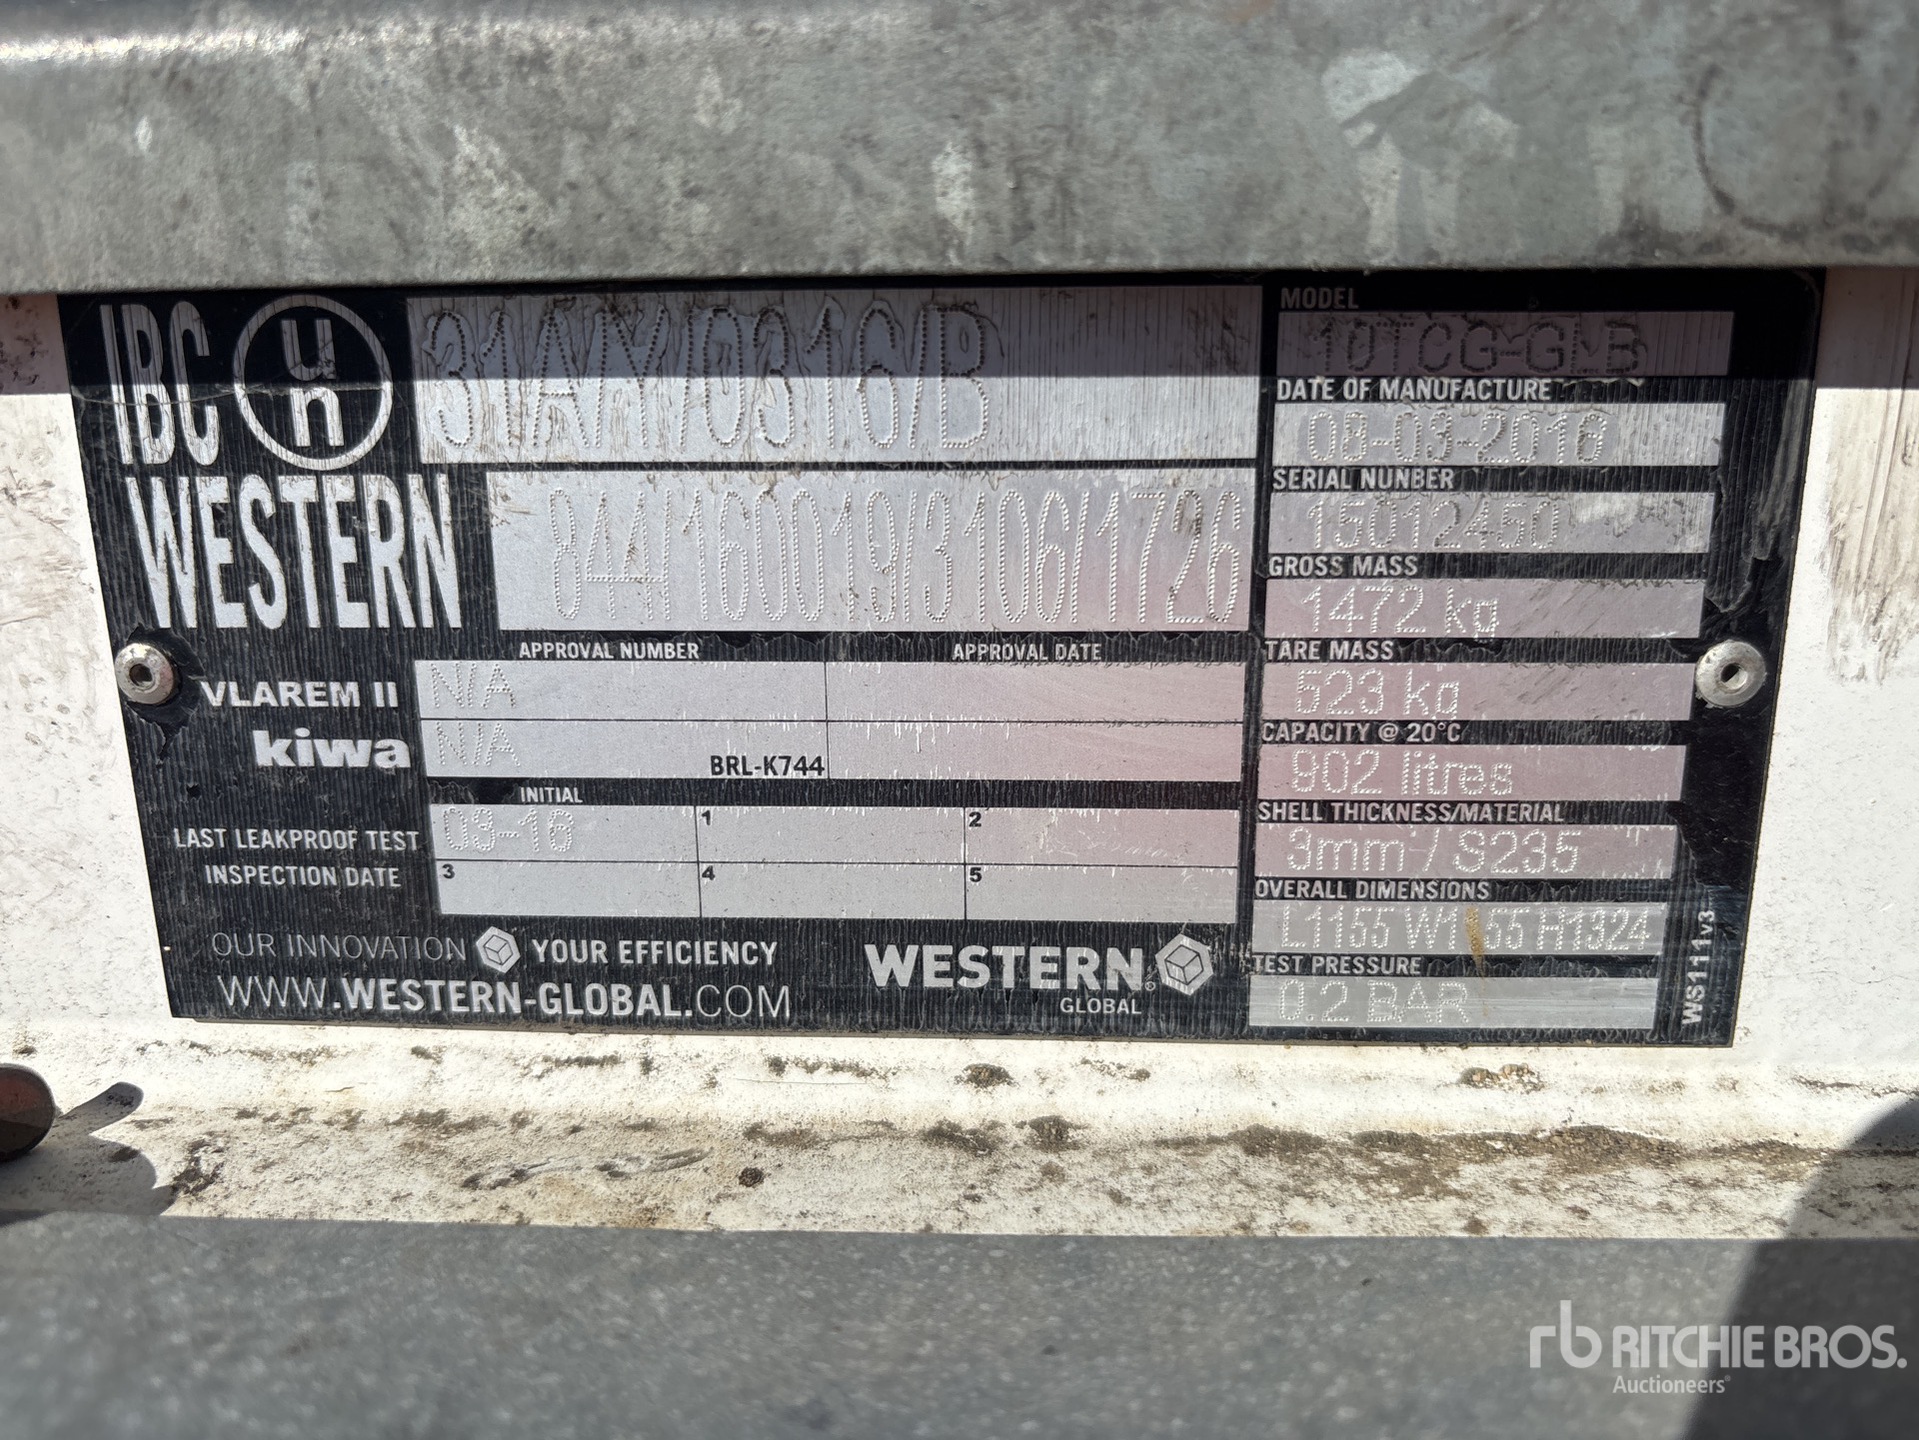 IBC un 31A/Y/0316/B
WESTERN 844/160019/3106/1726
APPROVAL NUMBER APPROVAL DATE
VLAREM II N/A
kiwa N/A BRL-K744
INITIAL
LAST LEAKPROOF TEST 03-16 1 2
INSPECTION DATE 3 4 5
OUR INNOVATION YOUR EFFICIENCY
WWW.WESTERN-GLOBAL.COM
WESTERN®
GLOBAL
MODEL
10TCG-GLB
DATE OF MANUFACTURE
08-03-2016
SERIAL NUNBER
15012450
GROSS MASS
1472 kg
TARE MASS
523 kg
CAPACITY @ 20°C
902 litres
SHELL THICKNESS/MATERIAL
3mm / S235
OVERALL DIMENSIONS
L1155 W1155 H1324
TEST PRESSURE
0.2 BAR
WS111v3
rb RITCHIE BROS.
Auctioneers®